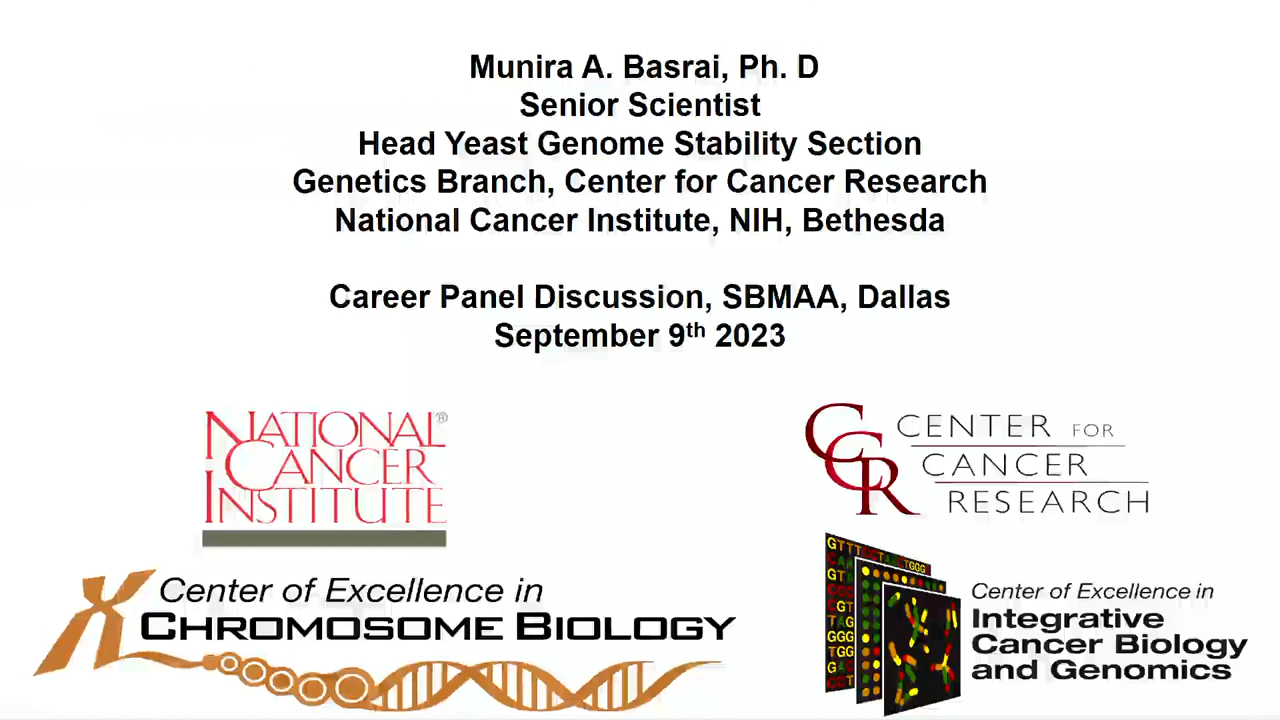 Munira A. Basrai, Ph. D
Senior Scientist
Head Yeast Genome Stability Section
Genetics Branch, Center for Cancer Research
National Cancer Institute, NIH, Bethesda
Career Panel Discussion, SBMAA, Dallas
September 9th 2023
NATIONAL®
CANCER
INSTITUTE
CCR
CENTER FOR
CANCER
RESEARCH
Center of Excellence in
CHROMOSOME BIOLOGY
Center of Excellence in
Integrative
Cancer Biology
and Genomics